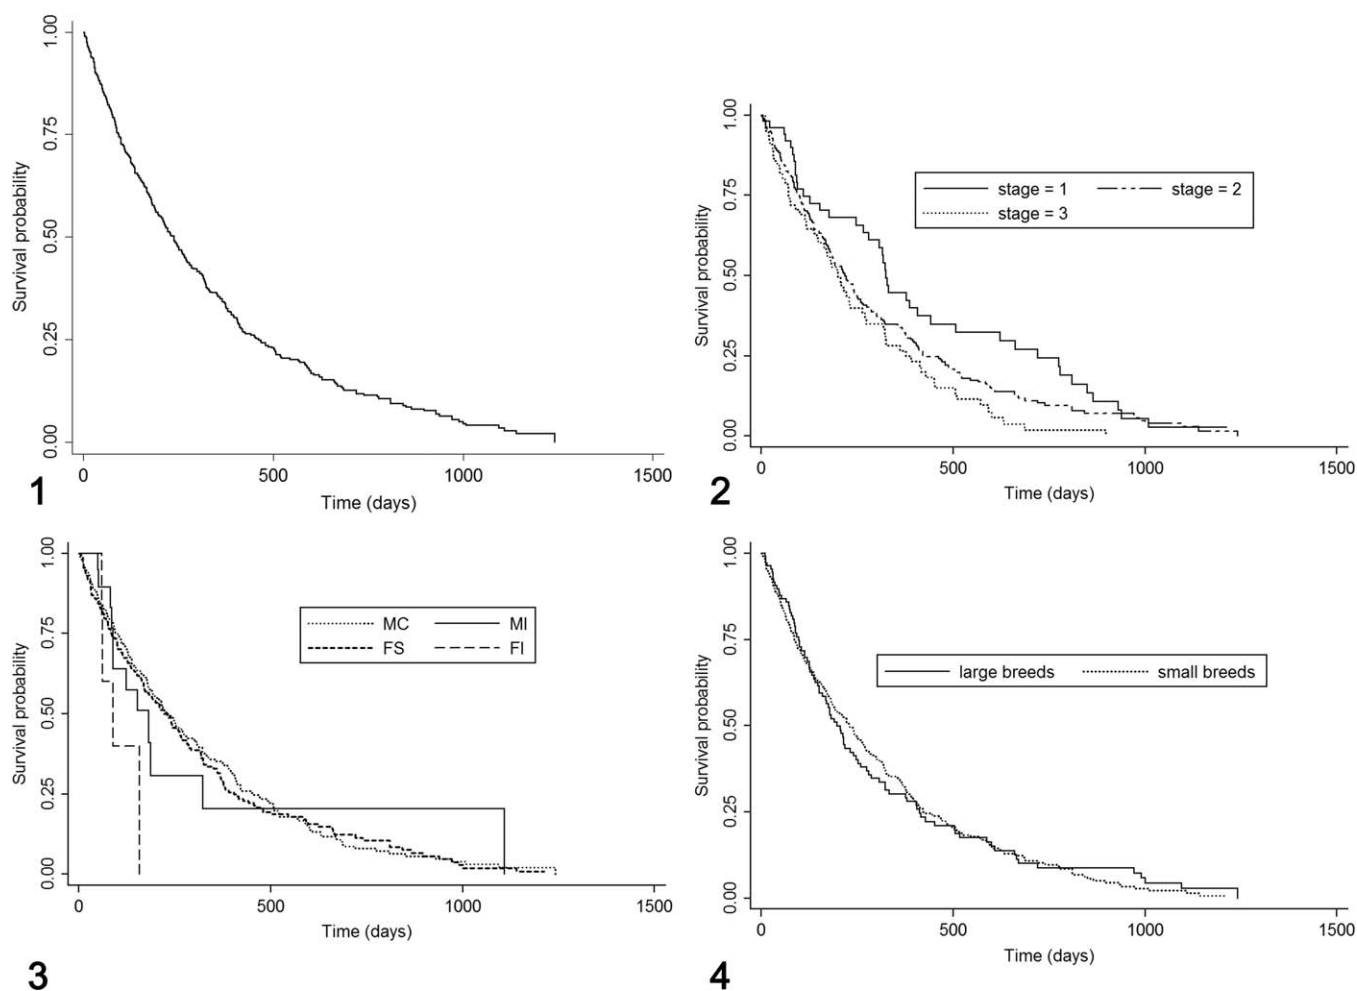 1.00
0.75
0.50
0.25
0.00
Survival probability
0 500 1000 1500
Time (days)
1
1.00
0.75
0.50
0.25
0.00
Survival probability
stage = 1 stage = 2
stage = 3
0 500 1000 1500
Time (days)
2
1.00
0.75
0.50
0.25
0.00
Survival probability
MC MI
FS FI
0 500 1000 1500
Time (days)
3
1.00
0.75
0.50
0.25
0.00
Survival probability
large breeds small breeds
0 500 1000 1500
Time (days)
4